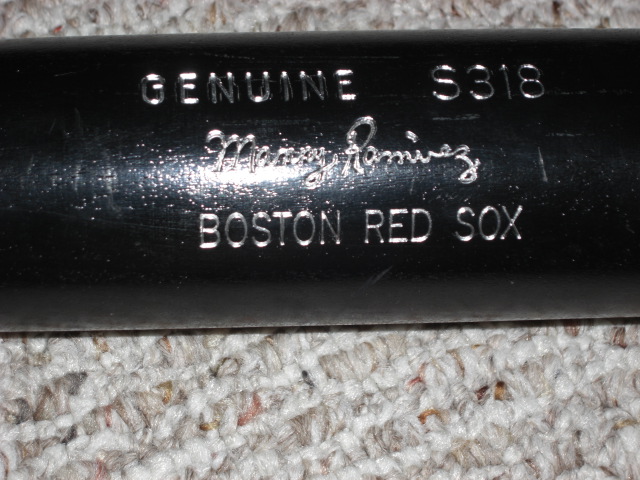 GENUINE S318
Manny Ramirez
BOSTON RED SOX